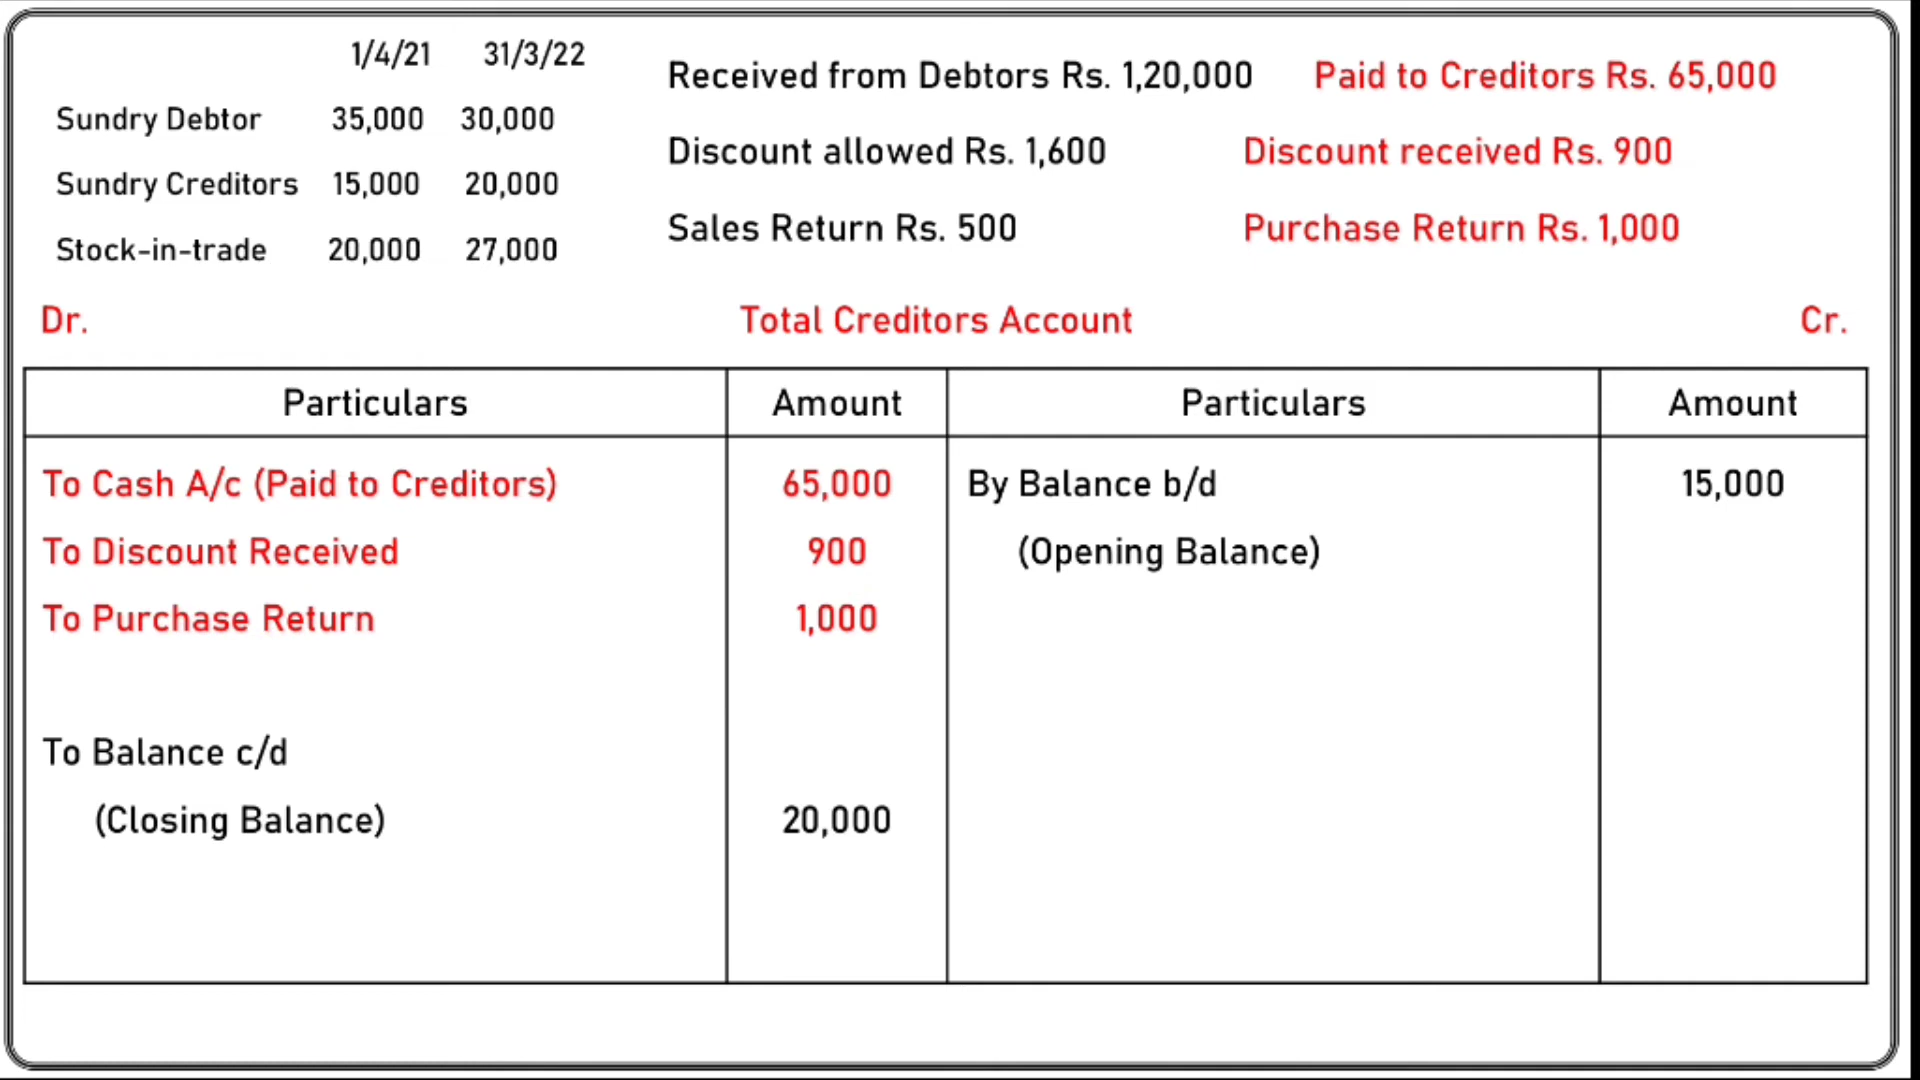 1/4/21 31/3/22
Sundry Debtor 35,000 30,000
Sundry Creditors 15,000 20,000
Stock-in-trade 20,000 27,000
Received from Debtors Rs. 1,20,000 Paid to Creditors Rs. 65,000
Discount allowed Rs. 1,600 Discount received Rs. 900
Sales Return Rs. 500 Purchase Return Rs. 1,000
Dr. Total Creditors Account Cr.
Particulars Amount Particulars Amount
To Cash A/c (Paid to Creditors) 65,000 By Balance b/d 15,000
To Discount Received 900 (Opening Balance)
To Purchase Return 1,000
To Balance c/d
(Closing Balance) 20,000